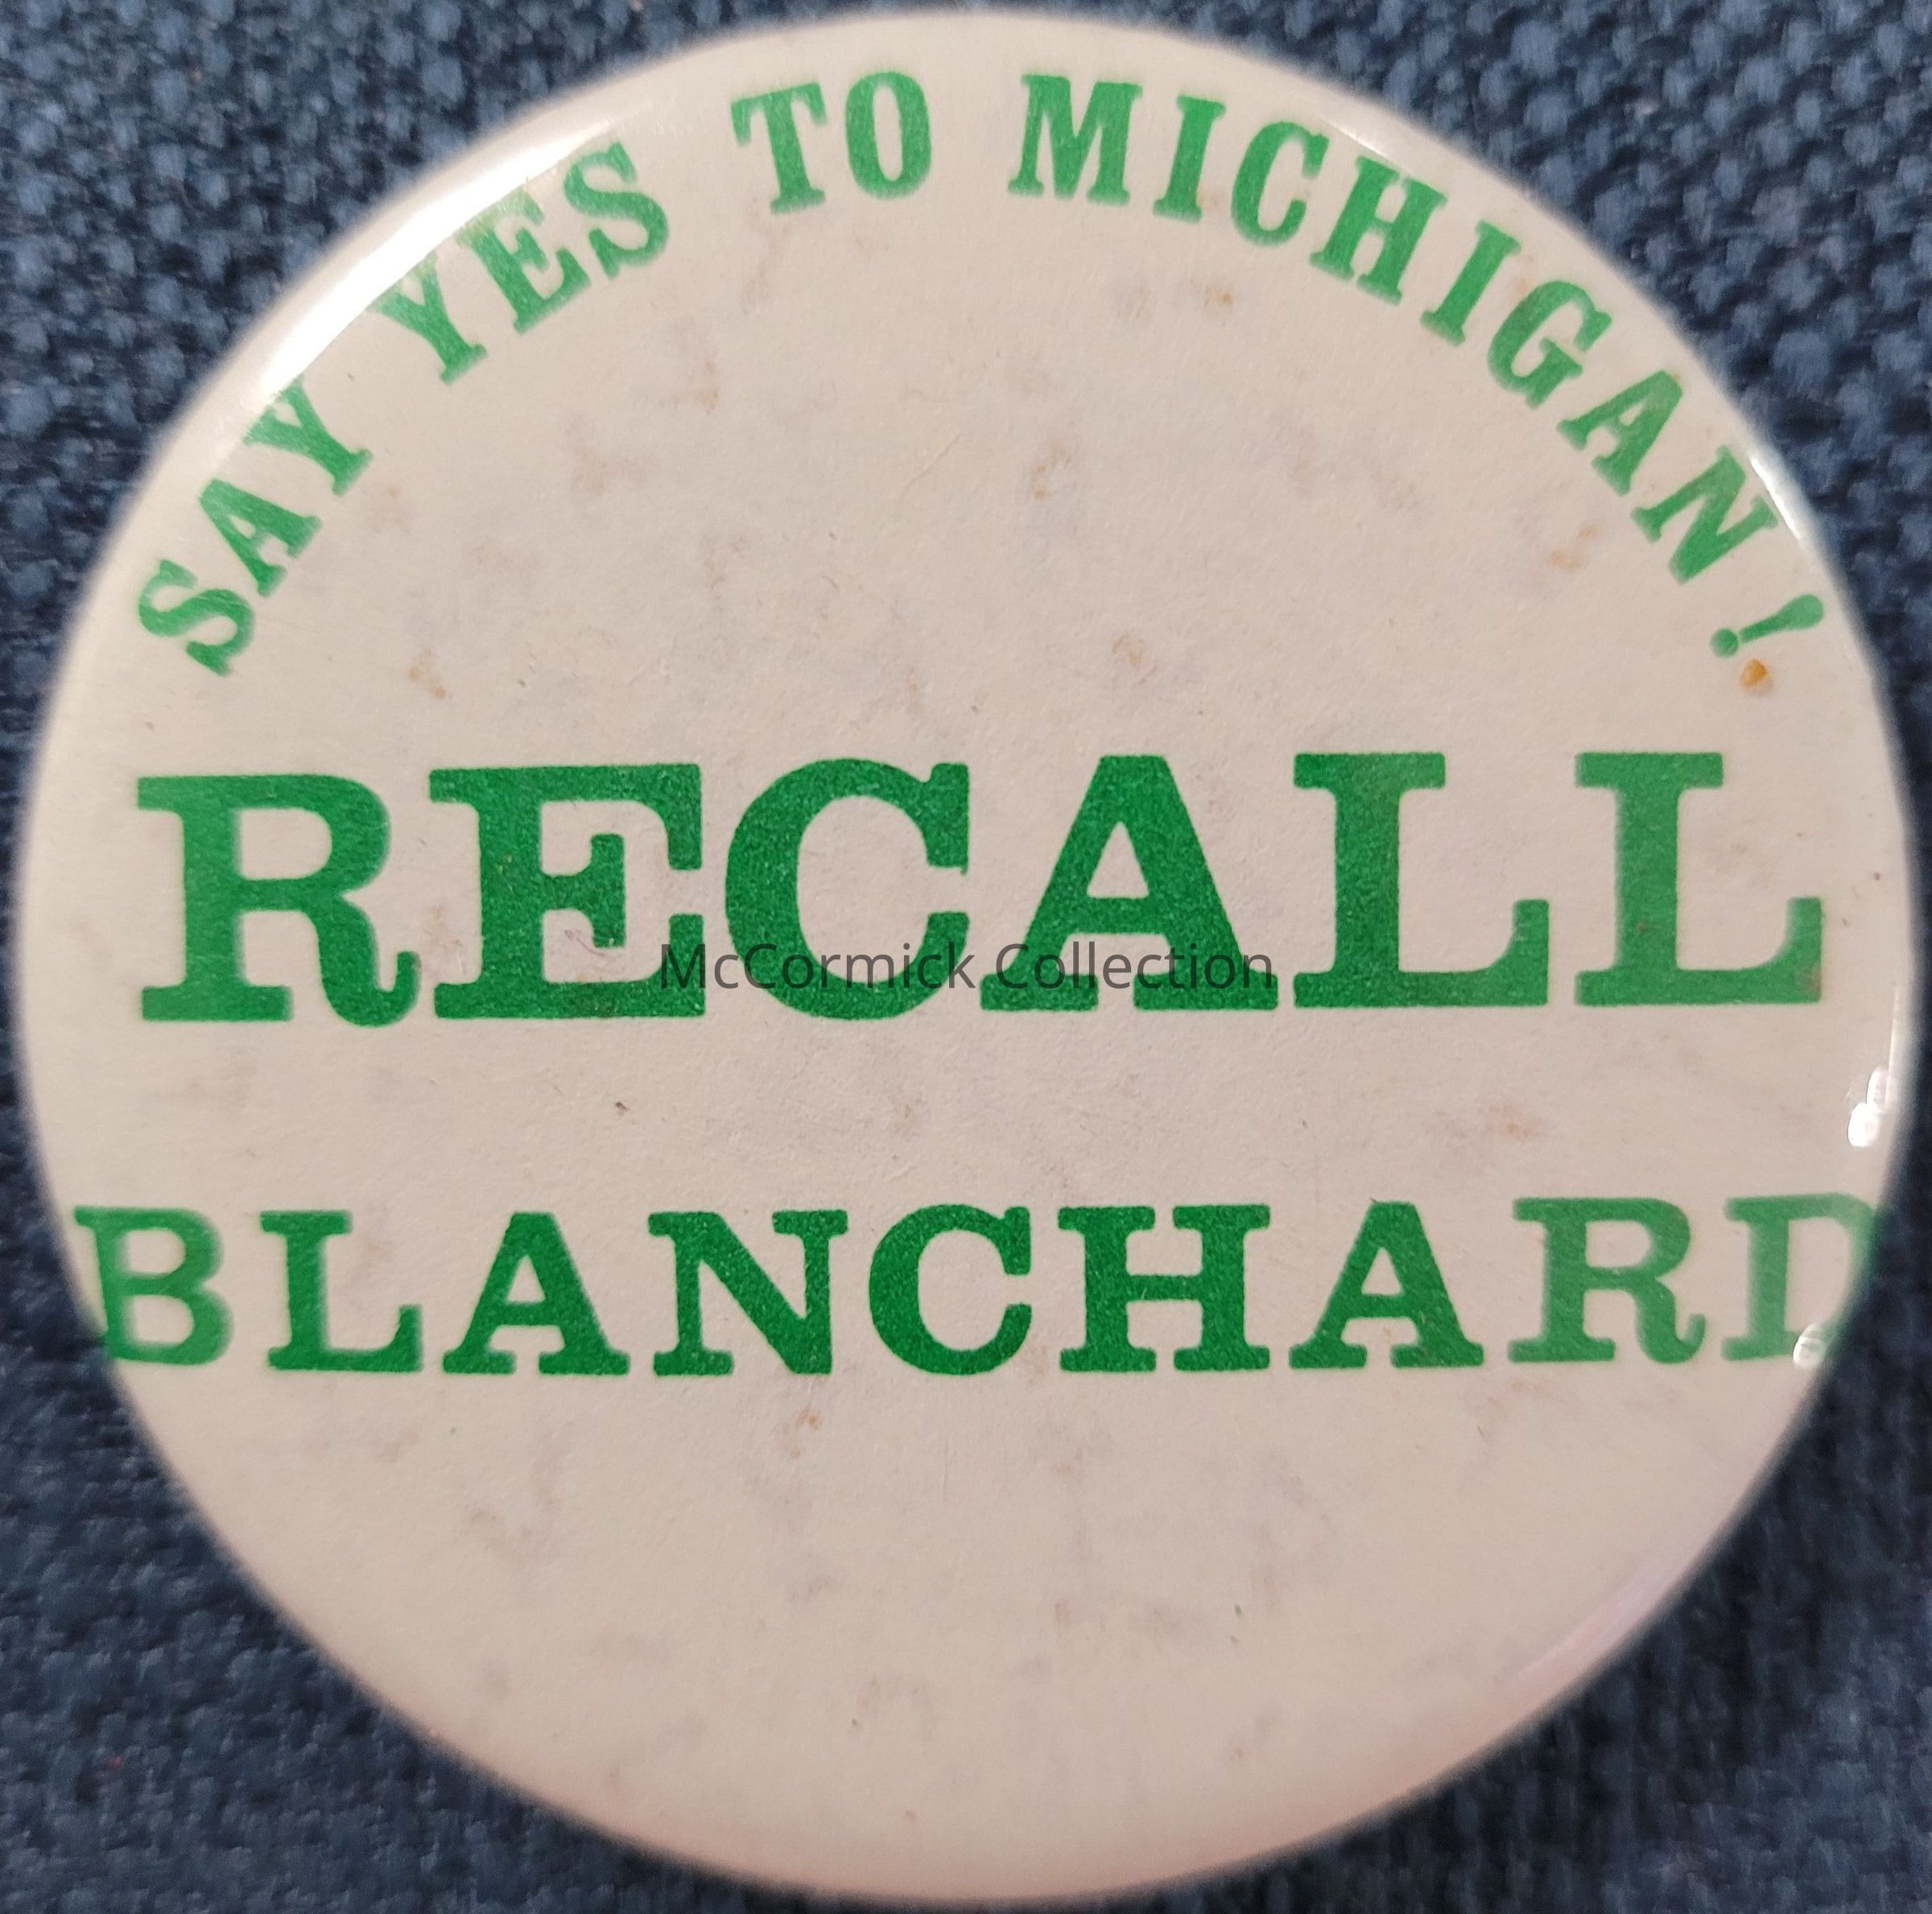 SAY YES TO MICHIGAN!
RECALL
McCormick Collection
BLANCHARD